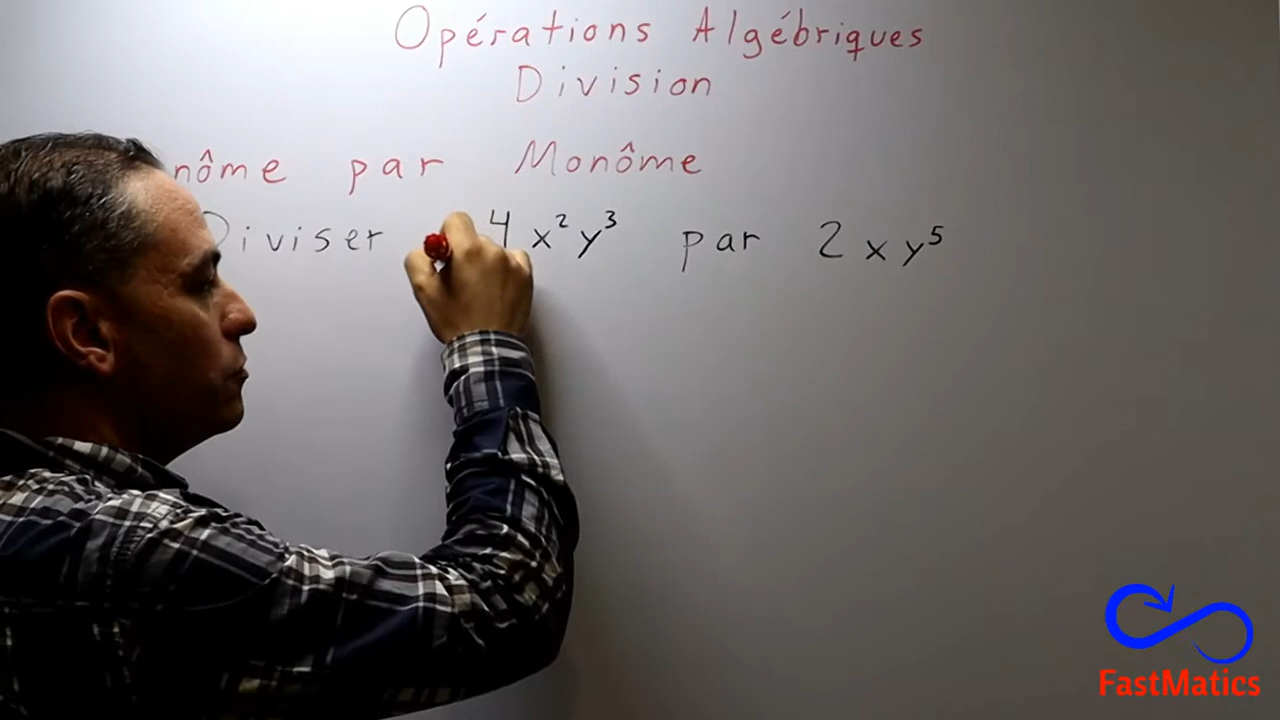 Opérations Algébriques
Division
nôme par Monôme
Diviser 4x²y³ par 2xy⁵
FastMatics